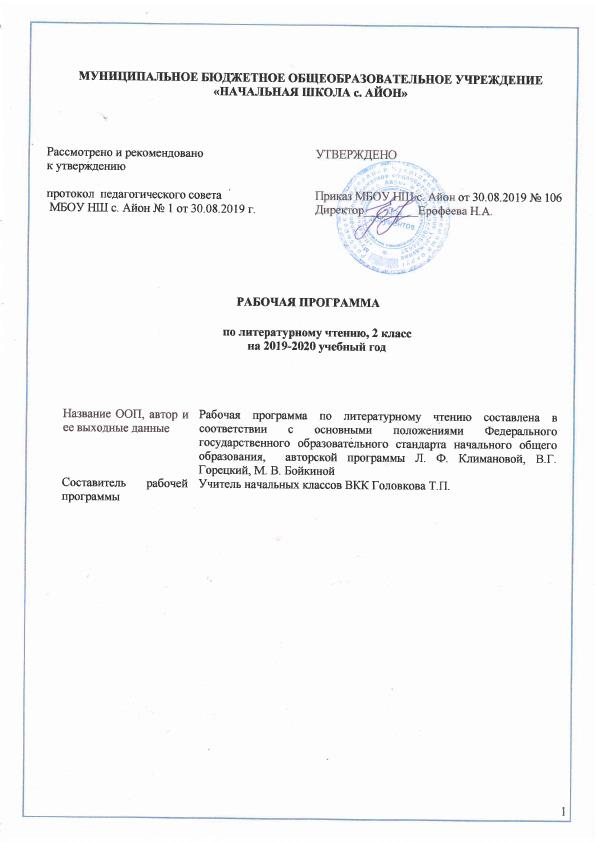 МУНИЦИПАЛЬНОЕ БЮДЖЕТНОЕ ОБЩЕОБРАЗОВАТЕЛЬНОЕ УЧРЕЖДЕНИЕ
«НАЧАЛЬНАЯ ШКОЛА с. АЙОН»
Рассмотрено и рекомендовано
к утверждению
протокол педагогического совета
МБОУ НШ с. Айон № 1 от 30.08.2019 г.
УТВЕРЖДЕНО
Приказ МБОУ НШ с. Айон от 30.08.2019 № 106
Директор Ерофеева Н.А.
РАБОЧАЯ ПРОГРАММА
по литературному чтению, 2 класс
на 2019-2020 учебный год
Название ООП, автор и
ее выходные данные
Рабочая программа по литературному чтению составлена в
соответствии с основными положениями Федерального
государственного образовательного стандарта начального общего
образования, авторской программы Л. Ф. Климановой, В.Г.
Горецкий, М. В. Бойкиной
Составитель рабочей
программы
Учитель начальных классов ВКК Головкова Т.П.
1